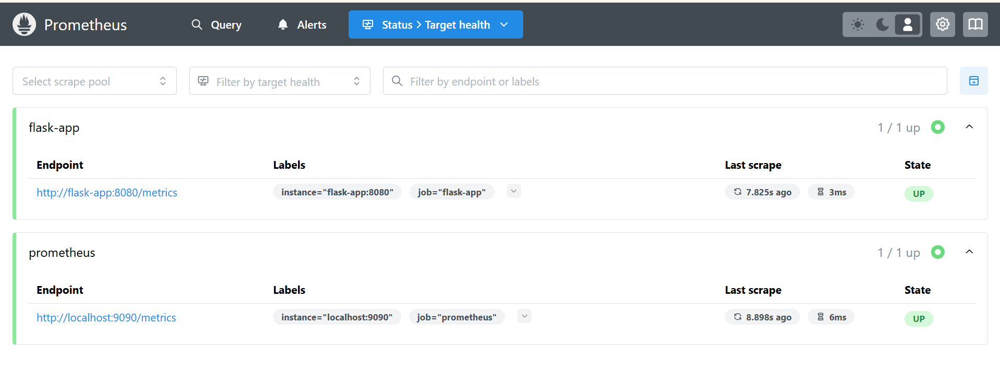 Prometheus Query Alerts Status > Target health
Select scrape pool Filter by target health Filter by endpoint or labels
flask-app 1 / 1 up
Endpoint Labels Last scrape State
http://flask-app:8080/metrics instance="flask-app:8080" job="flask-app" 7.825s ago 3ms UP
prometheus 1 / 1 up
Endpoint Labels Last scrape State
http://localhost:9090/metrics instance="localhost:9090" job="prometheus" 8.898s ago 6ms UP